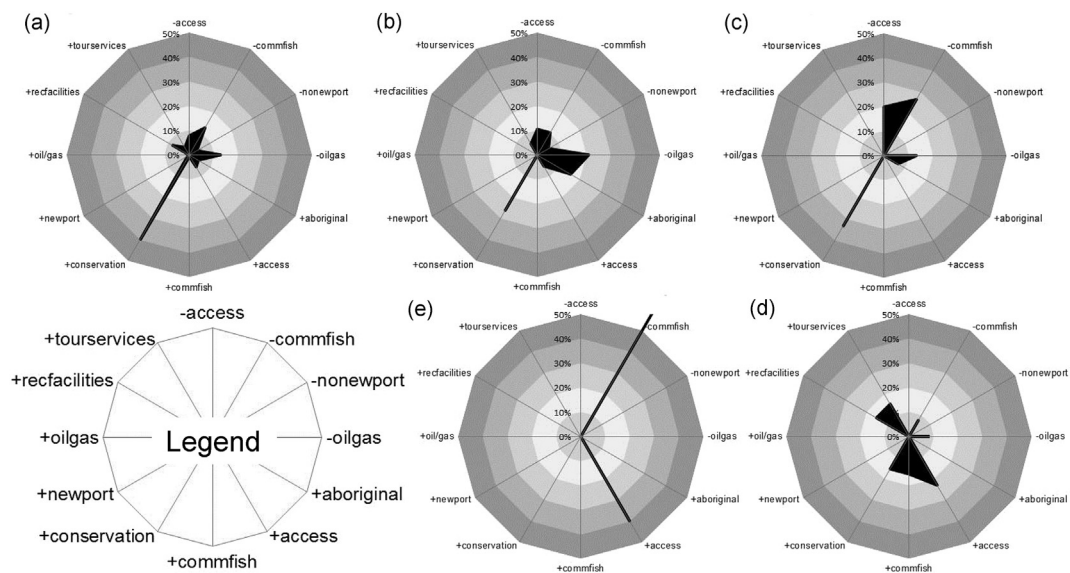 (a)
-access
50%
40%
30%
20%
10%
0%
-commfish
-nonewport
-oilgas
+aboriginal
+access
+commfish
+conservation
+newport
+oil/gas
+recfacilities
+tourservices
(b)
-access
50%
40%
30%
20%
10%
0%
-commfish
-nonewport
-oilgas
+aboriginal
+access
+commfish
+conservation
+newport
+oil/gas
+recfacilities
+tourservices
(c)
-access
50%
40%
30%
20%
10%
0%
-commfish
-nonewport
-oilgas
+aboriginal
+access
+commfish
+conservation
+newport
+oil/gas
+recfacilities
+tourservices
Legend
-access
-commfish
-nonewport
-oilgas
+aboriginal
+access
+commfish
+conservation
+newport
+oilgas
+recfacilities
+tourservices
(e)
-access
50%
40%
30%
20%
10%
0%
-commfish
-nonewport
-oilgas
+aboriginal
+access
+commfish
+conservation
+newport
+oil/gas
+recfacilities
+tourservices
(d)
-access
50%
40%
30%
20%
10%
0%
-commfish
-nonewport
-oilgas
+aboriginal
+access
+commfish
+conservation
+newport
+oil/gas
+recfacilities
+tourservices